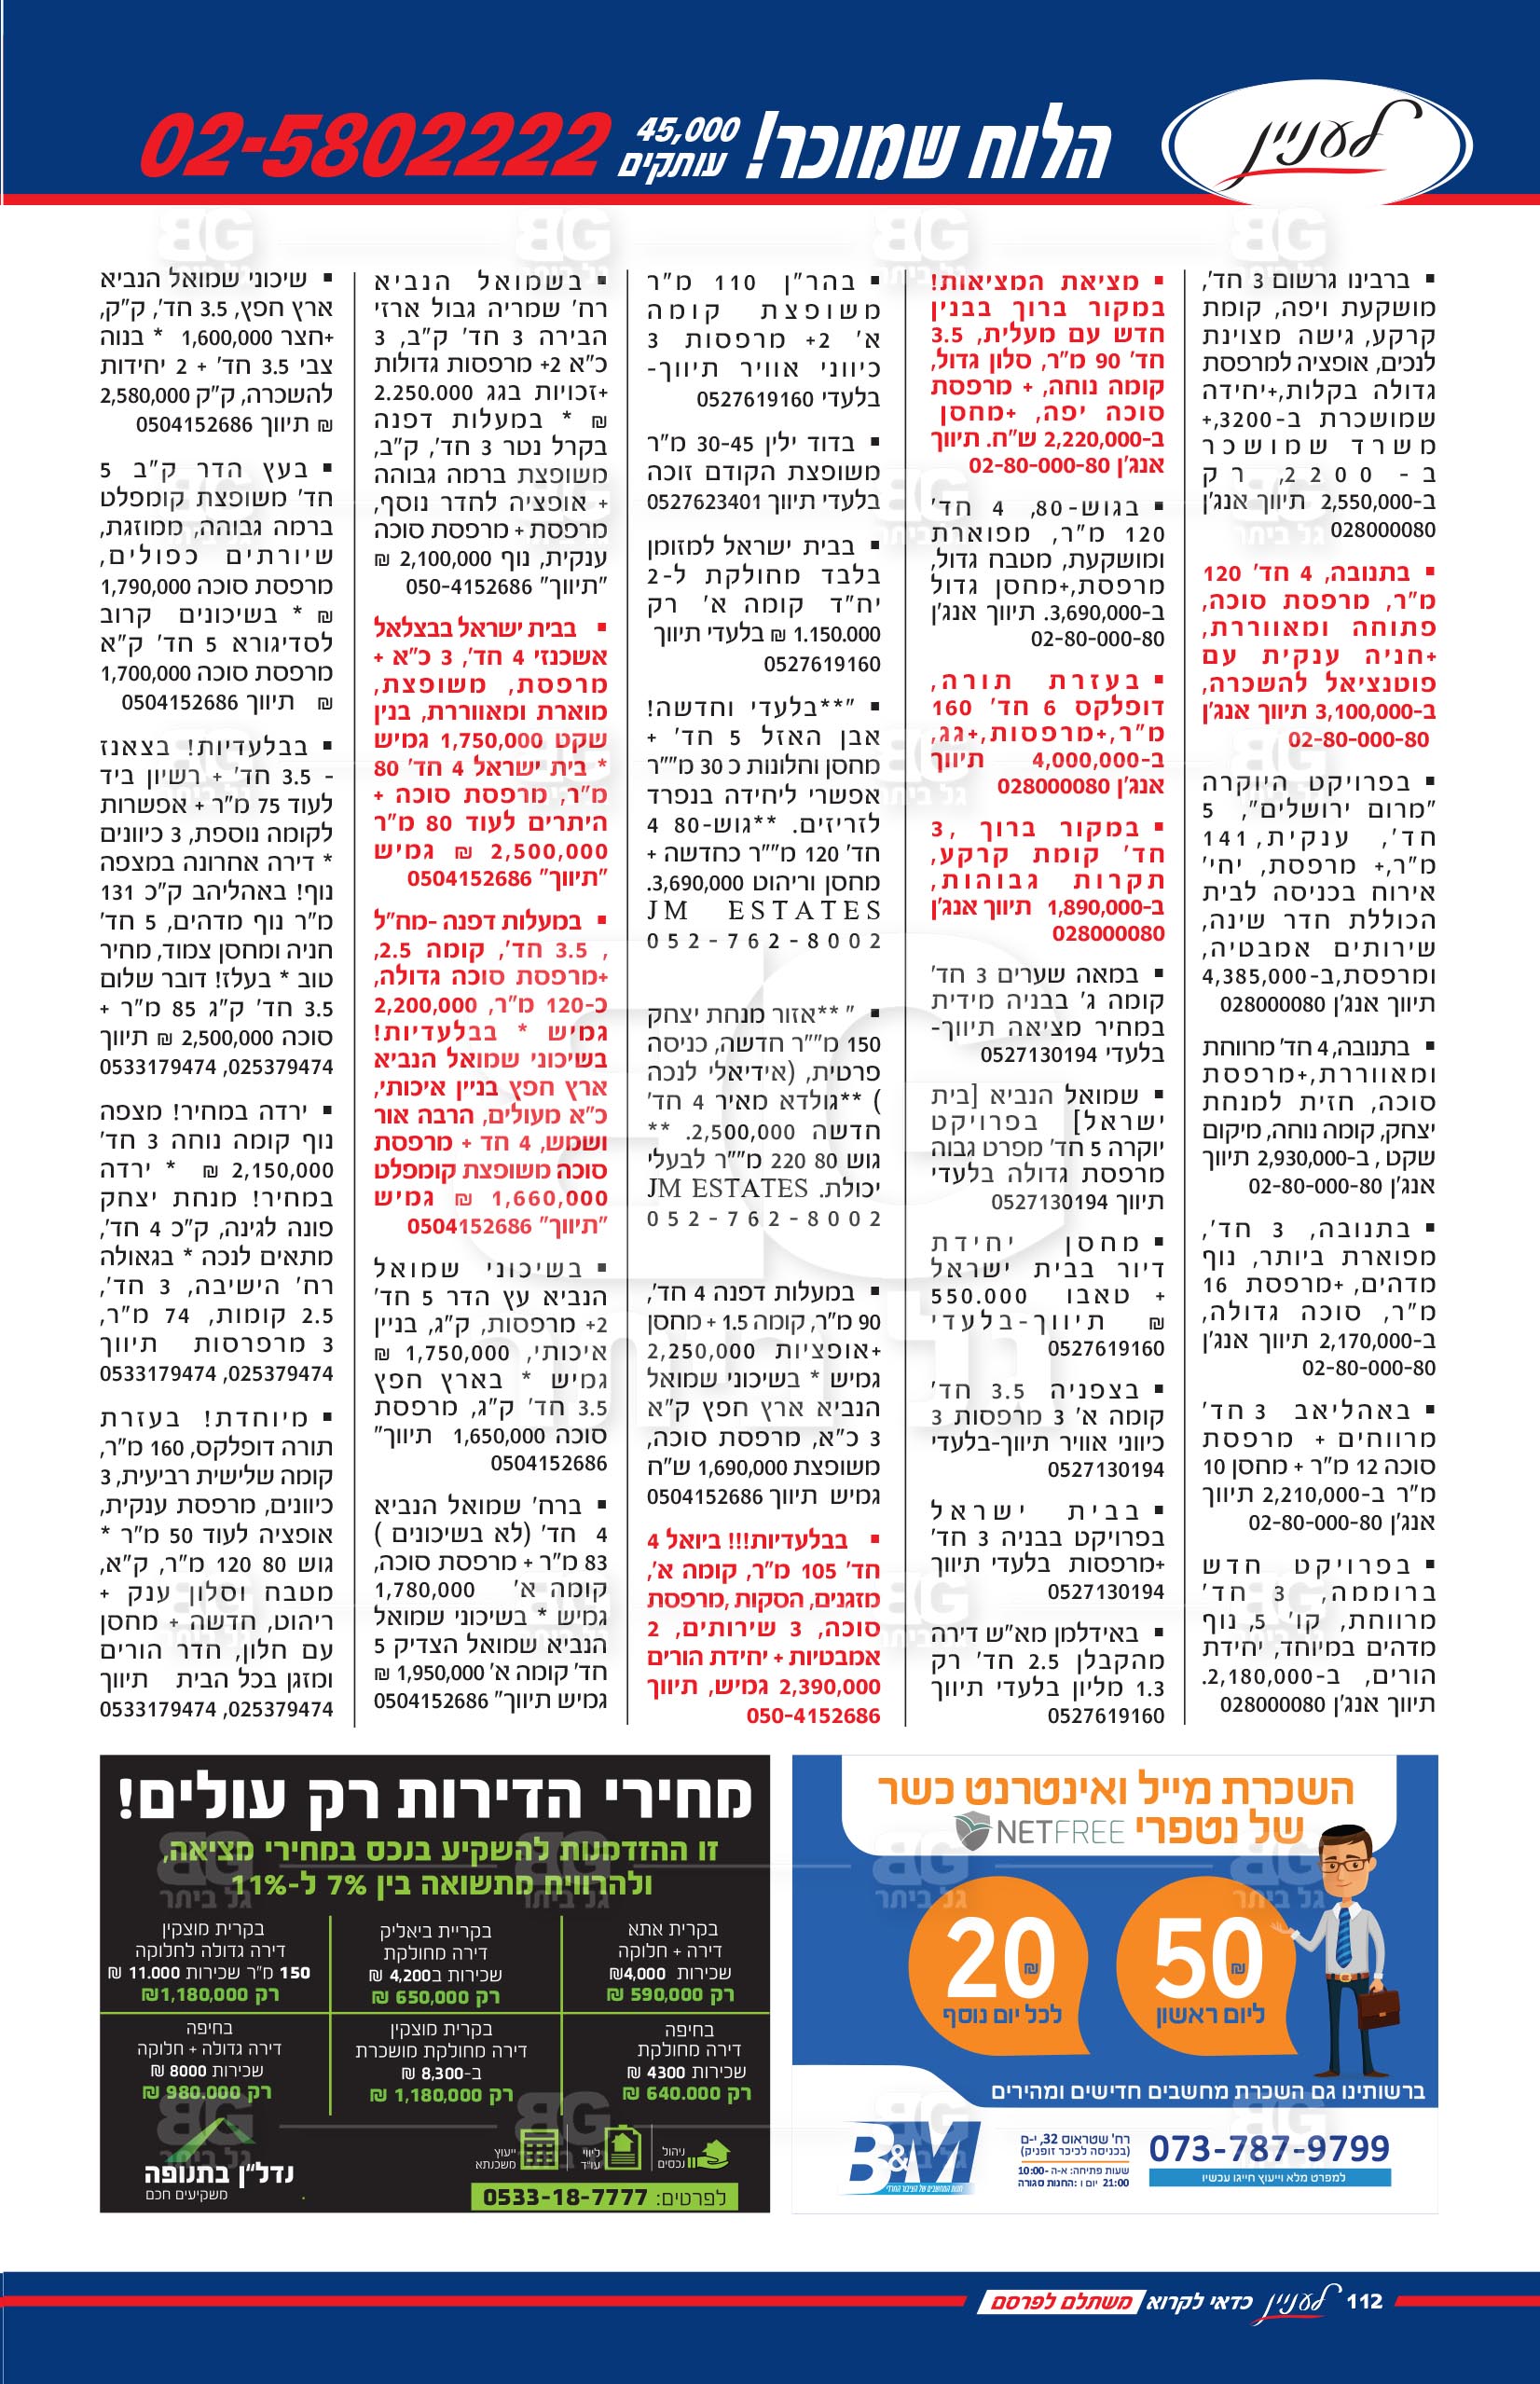 לעניין
הלוח שמוכר!
45,000
עותקים
02-5802222
▪ ברבינו גרשום 3 חד',
מושקעת ויפה, קומת
קרקע, גישה מצוינת
לנכים, אופציה למרפסת
גדולה בקלות,+יחידה
שמושכרת ב-3200,+
משרד שמושכר
ב- 2200, רק
ב-2,550,000 תיווך אנג'ן
028000080
▪ בתנובה, 4 חד' 120
מ"ר, מרפסת סוכה,
פתוחה ומאווררת,
+חניה ענקית עם
פוטנציאל להשכרה,
ב-3,100,000 תיווך אנג'ן
02-80-000-80
▪ בפרויקט היוקרה
"מרום ירושלים", 5
חד', ענקית,141
מ"ר,+ מרפסת, יחי'
אירוח בכניסה לבית
הכוללת חדר שינה,
שירותים אמבטיה,
ומרפסת,ב-4,385,000
תיווך אנג'ן 028000080
▪ בתנובה,4 חד' מרווחת
ומאווררת,+מרפסת
סוכה, חזית למנחת
יצחק, קומה נוחה, מיקום
שקט , ב-2,930,000 תיווך
אנג'ן 02-80-000-80
▪ בתנובה, 3 חד',
מפוארת ביותר, נוף
מדהים, +מרפסת 16
מ"ר, סוכה גדולה,
ב-2,170,000 תיווך אנג'ן
02-80-000-80
▪ באהליאב 3 חד'
מרווחים + מרפסת
סוכה 12 מ"ר + מחסן 10
מ"ר ב-2,210,000 תיווך
אנג'ן 02-80-000-80
▪ בפרויקט חדש
ברוממה, 3 חד'
מרווחת, קו' 5, נוף
מדהים במיוחד, יחידת
הורים, ב-2,180,000.
תיווך אנג'ן 028000080
▪ מציאת המציאות!
במקור ברוך בבנין
חדש עם מעלית, 3.5
חד' 90 מ"ר, סלון גדול,
קומה נוחה, + מרפסת
סוכה יפה, +מחסן
ב-2,220,000 ש"ח. תיווך
אנג'ן 02-80-000-80
▪ בגוש-80, 4 חד'
120 מ"ר, מפוארת
ומושקעת, מטבח גדול,
מרפסת,+מחסן גדול
ב-3,690,000. תיווך אנג'ן
02-80-000-80
▪ בעזרת תורה,
דופלקס 6 חד' 160
מ"ר,+מרפסות,+גג,
ב-4,000,000 תיווך
אנג'ן 028000080
▪ במקור ברוך ,3
חד' קומת קרקע,
תקרות גבוהות,
ב-1,890,000 תיווך אנג'ן
028000080
▪ במאה שערים 3 חד'
קומה ג' בבניה מידית
במחיר מציאה תיווך-
בלעדי 0527130194
▪ שמואל הנביא [בית
ישראל] בפרויקט
יוקרה 5 חד' מפרט גבוה
מרפסת גדולה בלעדי
תיווך 0527130194
▪ מחסן יחידת
דיור בבית ישראל
+ טאבו 550.000
₪ תיווך-בלעדי
0527619160
▪ בצפניה 3.5 חד'
קומה א' 3 מרפסות 3
כיווני אוויר תיווך-בלעדי
0527130194
▪ בבית ישראל
בפרויקט בבניה 3 חד'
+מרפסות בלעדי תיווך
0527130194
▪ באידלמן מא"ש דירה
מהקבלן 2.5 חד' רק
1.3 מליון בלעדי תיווך
0527619160
▪ בהר"ן 110 מ"ר
משופצת קומה
א' 2+ מרפסות 3
כיווני אוויר תיווך-
בלעדי 0527619160
▪ בדוד ילין 30-45 מ"ר
משופצת הקודם זוכה
בלעדי תיווך 0527623401
▪ בבית ישראל למזומן
בלבד מחולקת ל-2
יח"ד קומה א' רק
1.150.000 ₪ בלעדי תיווך
0527619160
▪ "**בלעדי וחדשה!
אבן האזל 5 חד' +
מחסן וחלונות כ 30 מ""ר
אפשרי ליחידה בנפרד
לזריזים. **גוש-80 4
חד' 120 מ""ר כחדשה +
מחסן וריהוט 3,690,000.
JM ESTATES
052-762-8002
▪ " **אזור מנחת יצחק
150 מ""ר חדשה, כניסה
פרטית, (אידיאלי לנכה
) **גולדא מאיר 4 חד'
חדשה 2,500,000. **
גוש 80 220 מ""ר לבעלי
יכולת. JM ESTATES
052-762-8002
▪ במעלות דפנה 4 חד',
90 מ"ר, קומה 1.5 + מחסן
+אופציות 2,250,000
גמיש * בשיכוני שמואל
הנביא ארץ חפץ ק"א
3 כ"א, מרפסת סוכה,
משופצת 1,690,000 ש"ח
גמיש תיווך 0504152686
▪ בבלעדיות!!! ביואל 4
חד' 105 מ"ר, קומה א',
מזגנים, הסקות ,מרפסת
סוכה, 3 שירותים, 2
אמבטיות + יחידת הורים
2,390,000 גמיש, תיווך
050-4152686
▪ בשמואל הנביא
רח' שמריה גבול ארזי
הבירה 3 חד' ק"ב, 3
כ"א 2+ מרפסות גדולות
+זכויות בגג 2.250.000
₪ * במעלות דפנה
בקרל נטר 3 חד', ק"ב,
משופצת ברמה גבוהה
+ אופציה לחדר נוסף,
מרפסת + מרפסת סוכה
ענקית, נוף 2,100,000 ₪
"תיווך" 050-4152686
▪ בבית ישראל בבצלאל
אשכנזי 4 חד', 3 כ"א +
מרפסת, משופצת,
מוארת ומאווררת, בנין
שקט 1,750,000 גמיש
* בית ישראל 4 חד' 80
מ"ר, מרפסת סוכה +
היתרים לעוד 80 מ"ר
2,500,000 ₪ גמיש
"תיווך" 0504152686
▪ במעלות דפנה -מח"ל
, 3.5 חד', קומה 2.5,
+מרפסת סוכה גדולה,
כ-120 מ"ר, 2,200,000
גמיש * בבלעדיות!
בשיכוני שמואל הנביא
ארץ חפץ בניין איכותי,
כ"א מעולים, הרבה אור
ושמש, 4 חד + מרפסת
סוכה משופצת קומפלט
1,660,000 ₪ גמיש
"תיווך" 0504152686
▪ בשיכוני שמואל
הנביא עץ הדר 5 חד'
2+ מרפסות, ק"ג, בניין
איכותי, 1,750,000 ₪
גמיש * בארץ חפץ
3.5 חד' ק"ג, מרפסת
סוכה 1,650,000 תיווך"
0504152686
▪ ברח' שמואל הנביא
4 חד' (לא בשיכונים )
83 מ"ר + מרפסת סוכה,
קומה א' 1,780,000
גמיש * בשיכוני שמואל
הנביא שמואל הצדיק 5
חד' קומה א' 1,950,000 ₪
גמיש תיווך" 0504152686
▪ שיכוני שמואל הנביא
ארץ חפץ, 3.5 חד', ק"ק,
+חצר 1,600,000 * בנוה
צבי 3.5 חד' + 2 יחידות
להשכרה, ק"ק 2,580,000
₪ תיווך 0504152686
▪ בעץ הדר ק"ב 5
חד' משופצת קומפלט
ברמה גבוהה, ממוזגת,
שיורתים כפולים,
מרפסת סוכה 1,790,000
₪ * בשיכונים קרוב
לסדיגורא 5 חד' ק"א
מרפסת סוכה 1,700,000
₪ תיווך 0504152686
▪ בבלעדיות! בצאנז
- 3.5 חד' + רשיון ביד
לעוד 75 מ"ר + אפשרות
לקומה נוספת, 3 כיוונים
* דירה אחרונה במצפה
נוף! באהליהב ק"כ 131
מ"ר נוף מדהים, 5 חד'
חניה ומחסן צמוד, מחיר
טוב * בעלז! דובר שלום
3.5 חד' ק"ג 85 מ"ר +
סוכה 2,500,000 ₪ תיווך
025379474, 0533179474
▪ ירדה במחיר! מצפה
נוף קומה נוחה 3 חד'
2,150,000 ₪ * ירדה
במחיר! מנחת יצחק
פונה לגינה, ק"כ 4 חד',
מתאים לנכה * בגאולה
רח' הישיבה, 3 חד',
2.5 קומות, 74 מ"ר,
3 מרפרסות תיווך
025379474, 0533179474
▪ מיוחדת! בעזרת
תורה דופלקס, 160 מ"ר,
קומה שלישית רביעית, 3
כיוונים, מרפסת ענקית,
אופציה לעוד 50 מ"ר *
גוש 80 120 מ"ר, ק"א,
מטבח וסלון ענק +
ריהוט, חדשה + מחסן
עם חלון, חדר הורים
ומזגן בכל הבית תיווך
025379474, 0533179474
השכרת מייל ואינטרנט כשר
של נטפרי NETFREE
50 ₪
ליום ראשון
20 ₪
לכל יום נוסף
ברשותינו גם השכרת מחשבים חדישים ומהירים
073-787-9799
למפרט מלא וייעוץ חייגו עכשיו
רח' שטראוס 32, י-ם
(בכניסה לכיכר זופניק)
שעות פתיחה: א-ה 10:00-
21:00 יום ו: החנות סגורה
B&M
חנות המחשבים של הציבור החרדי
מחירי הדירות רק עולים!
זו ההזדמנות להשקיע בנכס במחירי מציאה,
ולהרוויח מתשואה בין 7% ל-11%
בקרית אתא
דירה + חלוקה
שכירות 4,000₪
רק 590,000 ₪
בקריית ביאליק
דירה מחולקת
שכירות ב4,200 ₪
רק 650,000 ₪
בקרית מוצקין
דירה גדולה לחלוקה
150 מ"ר שכירות 11.000 ₪
רק 1,180,000₪
בחיפה
דירה מחולקת
שכירות 4300 ₪
רק 640.000 ₪
בקרית מוצקין
דירה מחולקת מושכרת
ב-8,300 ₪
רק 1,180,000 ₪
בחיפה
דירה גדולה + חלוקה
שכירות 8000 ₪
רק 980.000 ₪
ניהול
נכסים
ליווי
עו"ד
ייעוץ
משכנתא
לפרטים: 0533-18-7777
נדל"ן בתנופה
משקיעים חכם
112 לעניין כדאי לקרוא משתלם לפרסם
BG
גל ביתר